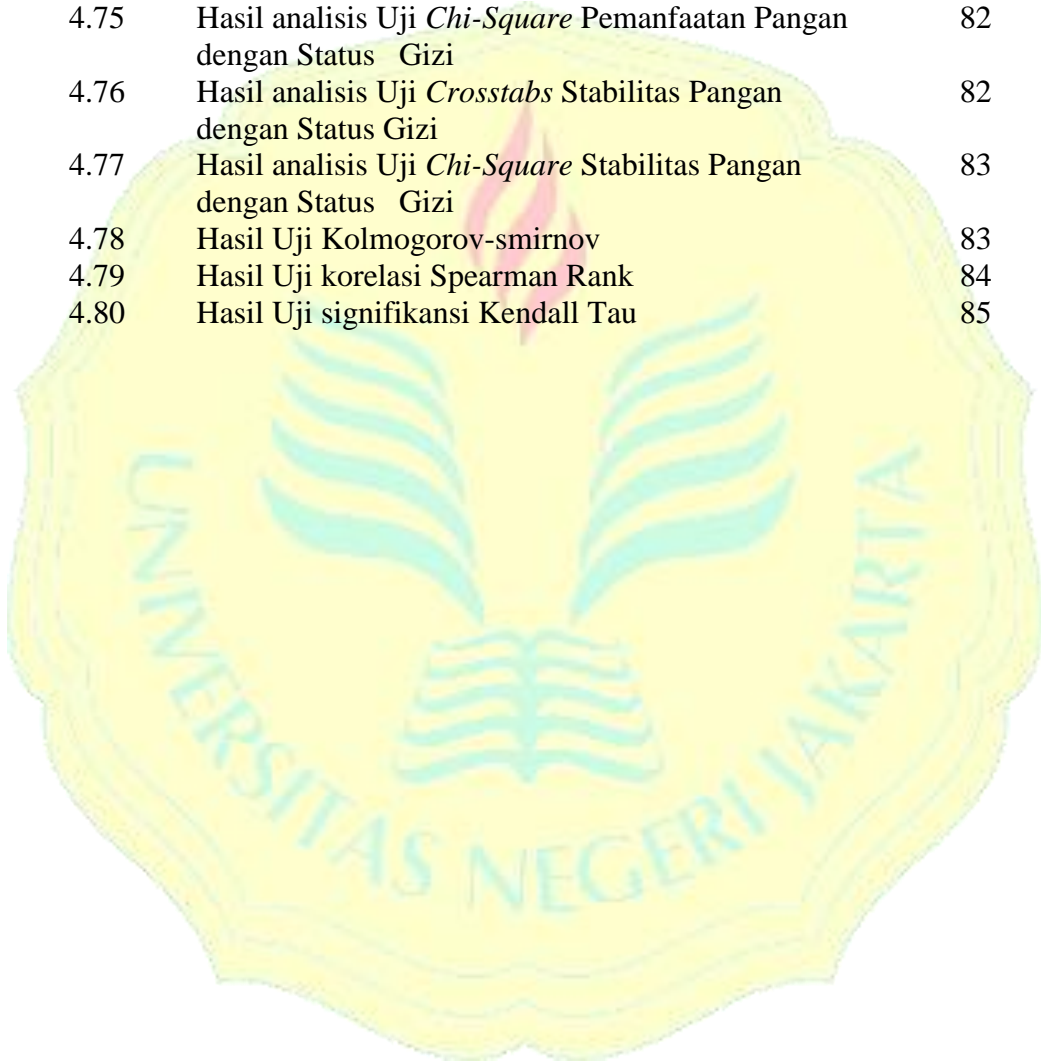 4.75 Hasil analisis Uji Chi-Square Pemanfaatan Pangan 82
dengan Status Gizi
4.76 Hasil analisis Uji Crosstabs Stabilitas Pangan 82
dengan Status Gizi
4.77 Hasil analisis Uji Chi-Square Stabilitas Pangan 83
dengan Status Gizi
4.78 Hasil Uji Kolmogorov-smirnov 83
4.79 Hasil Uji korelasi Spearman Rank 84
4.80 Hasil Uji signifikansi Kendall Tau 85
UNIVERSITAS NEGERI JAKARTA